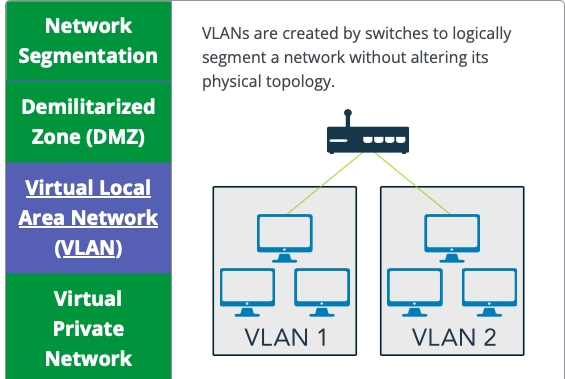 Network
Segmentation
Demilitarized
Zone (DMZ)
Virtual Local
Area Network
(VLAN)
Virtual
Private
Network
VLANs are created by switches to logically
segment a network without altering its
physical topology.
VLAN 1
VLAN 2